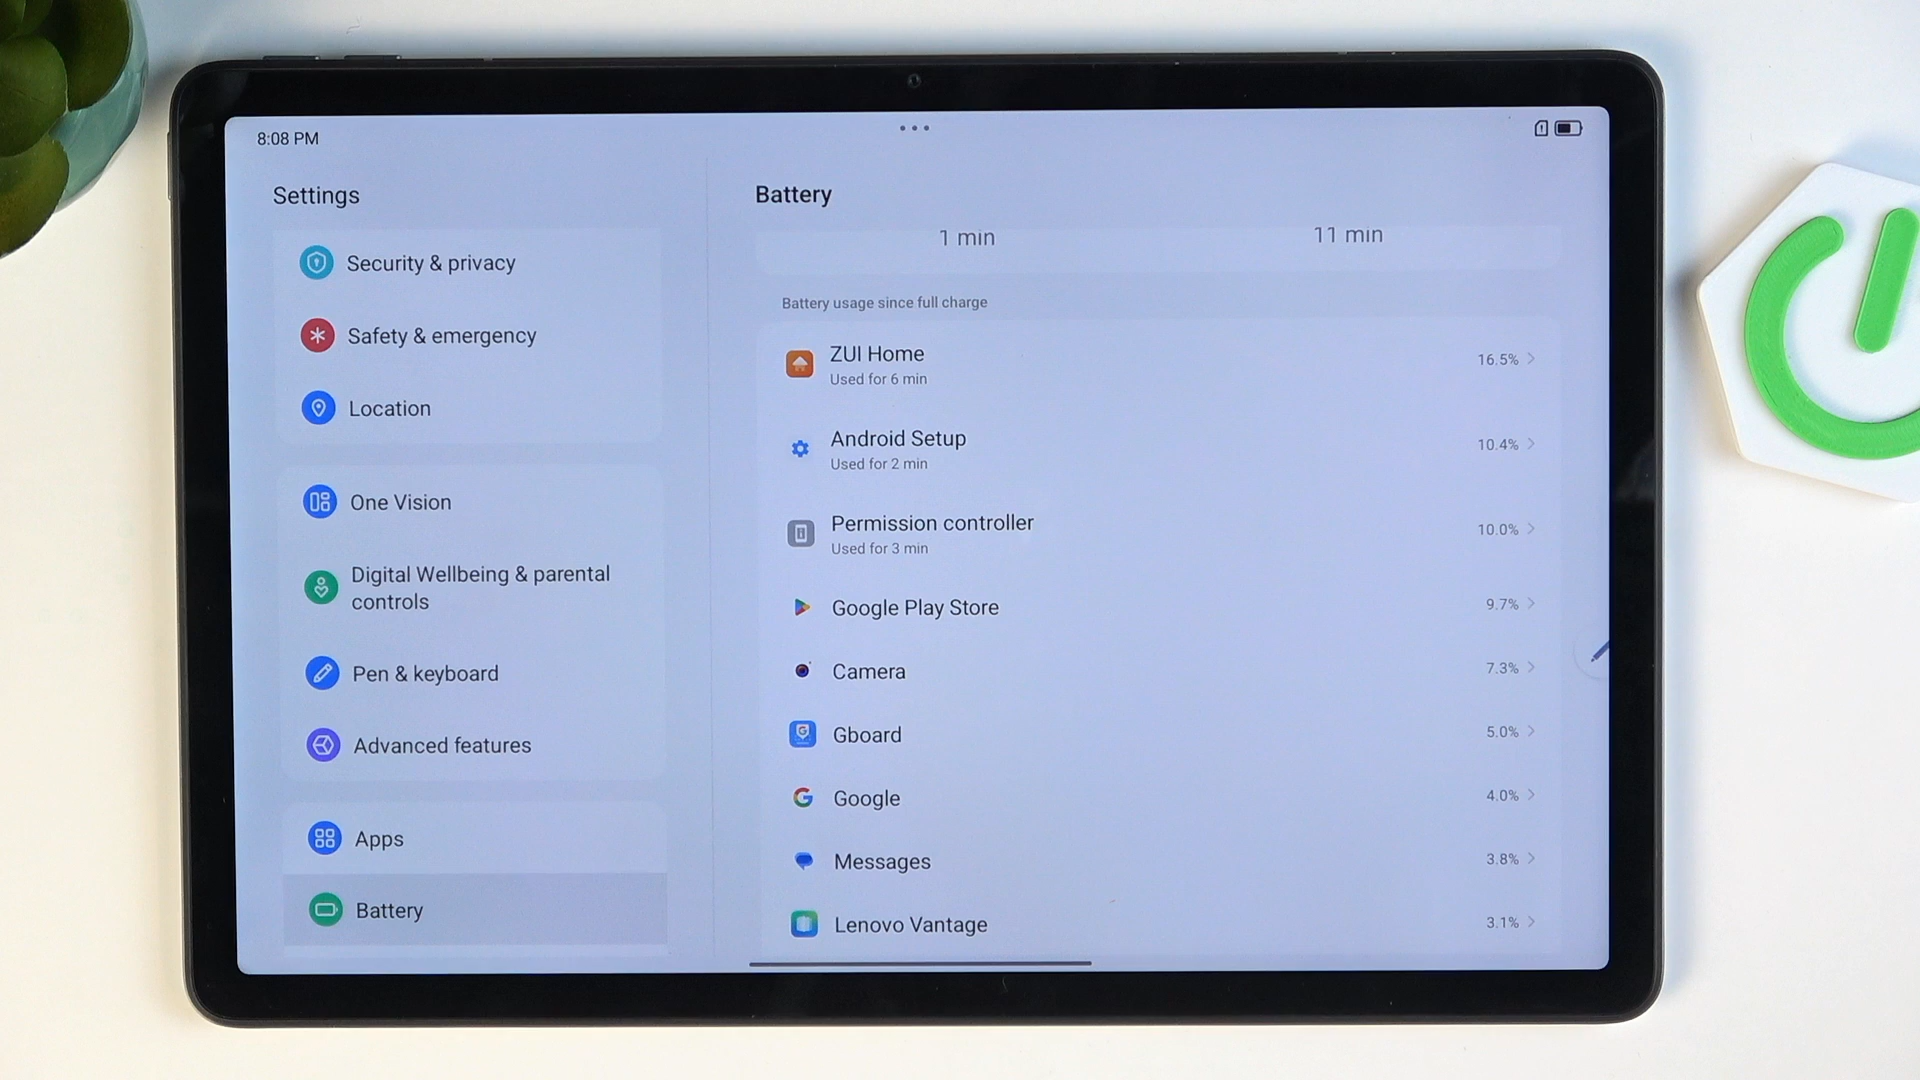 8:08 PM
Settings
Security & privacy
Safety & emergency
Location
One Vision
Digital Wellbeing & parental
controls
Pen & keyboard
Advanced features
Apps
Battery
Battery
1 min
11 min
Battery usage since full charge
ZUI Home
Used for 6 min
16.5%
Android Setup
Used for 2 min
10.4%
Permission controller
Used for 3 min
10.0%
Google Play Store
9.7%
Camera
7.3%
Gboard
5.0%
Google
4.0%
Messages
3.8%
Lenovo Vantage
3.1%